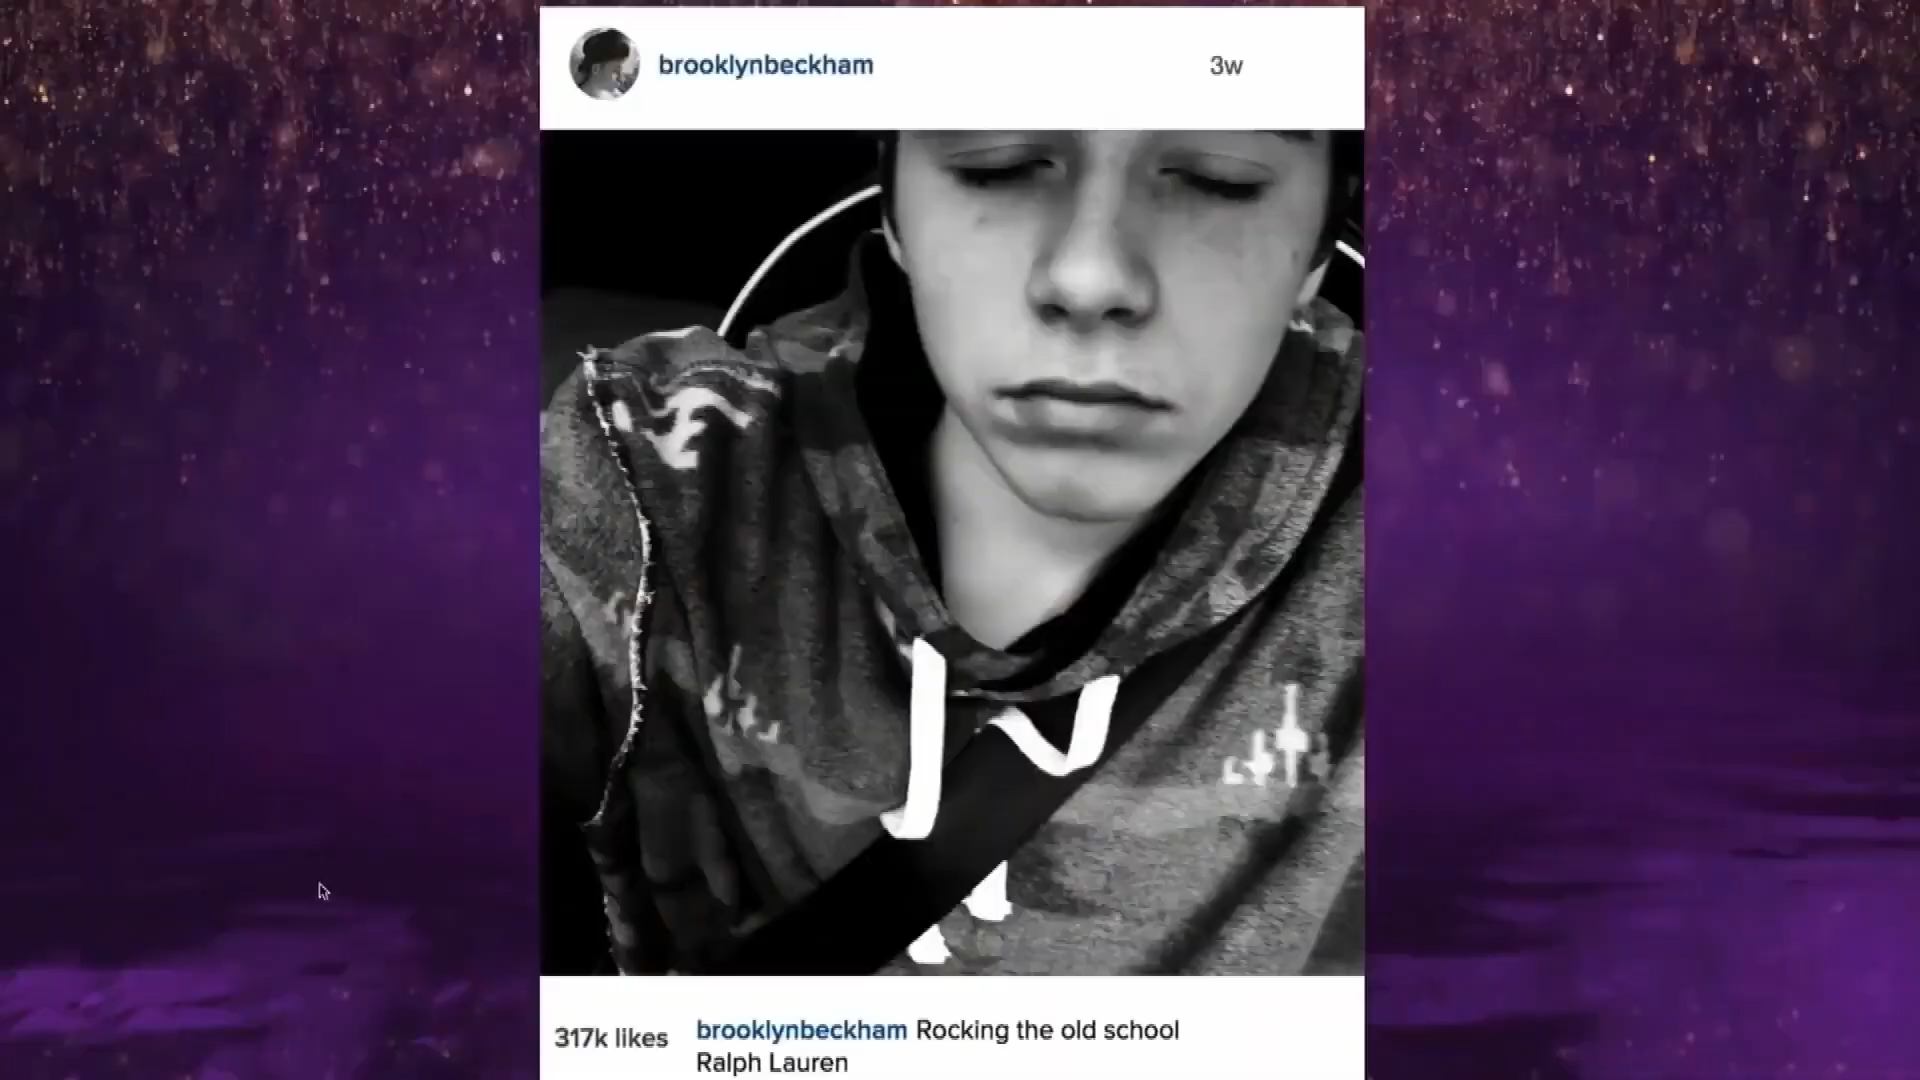 brooklynbeckham
3w
317k likes
brooklynbeckham Rocking the old school
Ralph Lauren